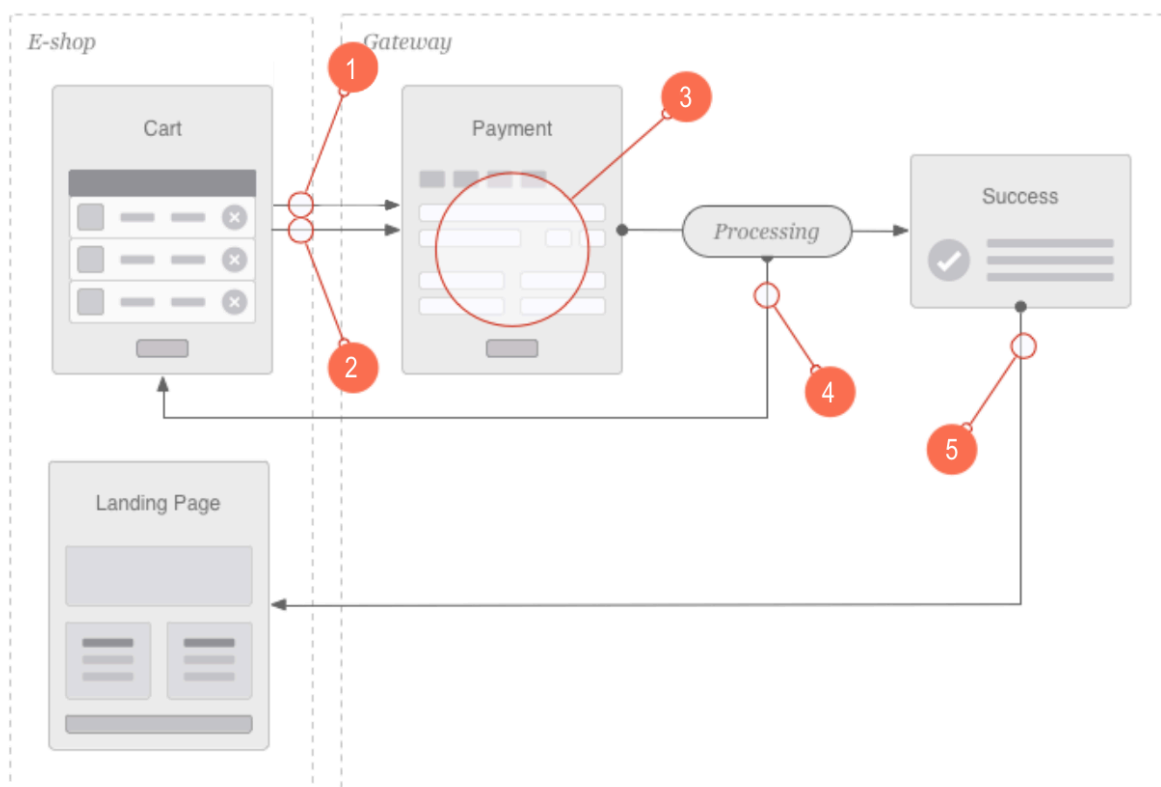 E-shop
Gateway
1
3
Cart
Payment
Success
Processing
2
4
5
Landing Page